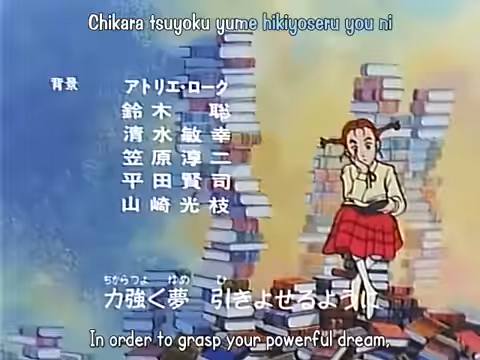 Chikara tsuyoku yume hikiyoseru you ni
背景
アトリエ・ローク
鈴木 聡
清水敏幸
笠原淳二
平田賢司
山崎光枝
ちからつよ ゆめ ひ
力強く夢 引きよせるように
In order to grasp your powerful dream,